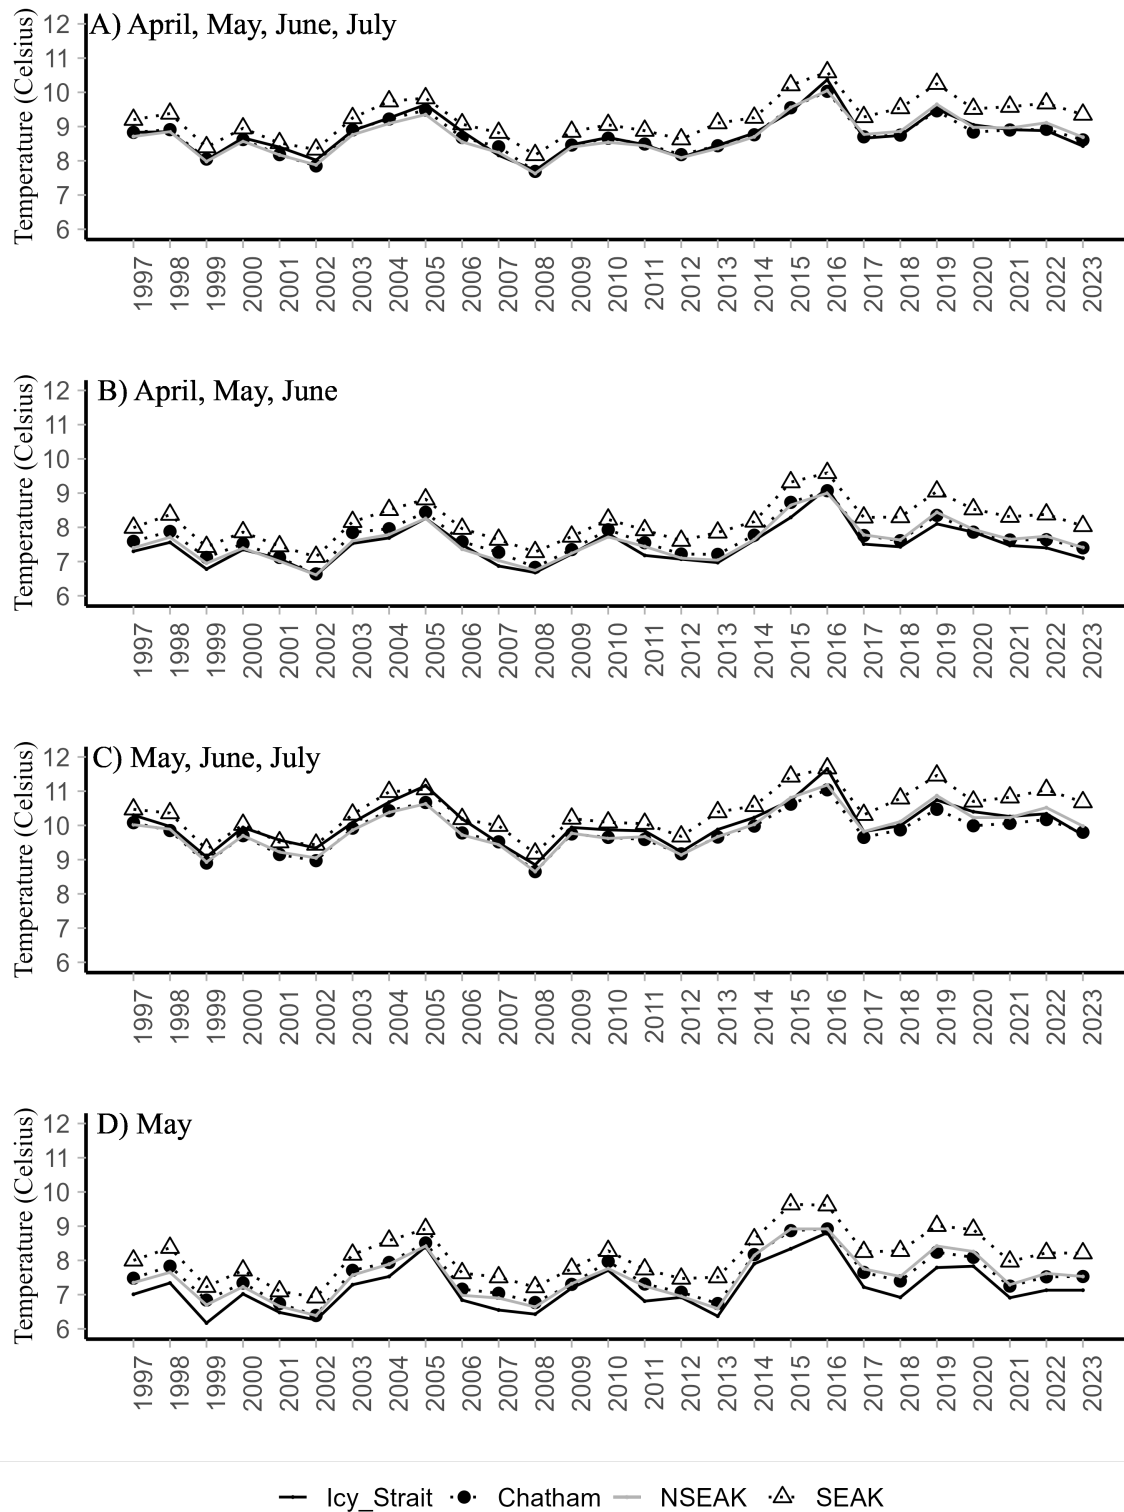 A) April, May, June, July
Temperature (Celsius)
12
11
10
9
8
7
6
1997 1998 1999 2000 2001 2002 2003 2004 2005 2006 2007 2008 2009 2010 2011 2012 2013 2014 2015 2016 2017 2018 2019 2020 2021 2022 2023
B) April, May, June
Temperature (Celsius)
12
11
10
9
8
7
6
1997 1998 1999 2000 2001 2002 2003 2004 2005 2006 2007 2008 2009 2010 2011 2012 2013 2014 2015 2016 2017 2018 2019 2020 2021 2022 2023
C) May, June, July
Temperature (Celsius)
12
11
10
9
8
7
6
1997 1998 1999 2000 2001 2002 2003 2004 2005 2006 2007 2008 2009 2010 2011 2012 2013 2014 2015 2016 2017 2018 2019 2020 2021 2022 2023
D) May
Temperature (Celsius)
12
11
10
9
8
7
6
1997 1998 1999 2000 2001 2002 2003 2004 2005 2006 2007 2008 2009 2010 2011 2012 2013 2014 2015 2016 2017 2018 2019 2020 2021 2022 2023
Icy_Strait Chatham NSEAK SEAK